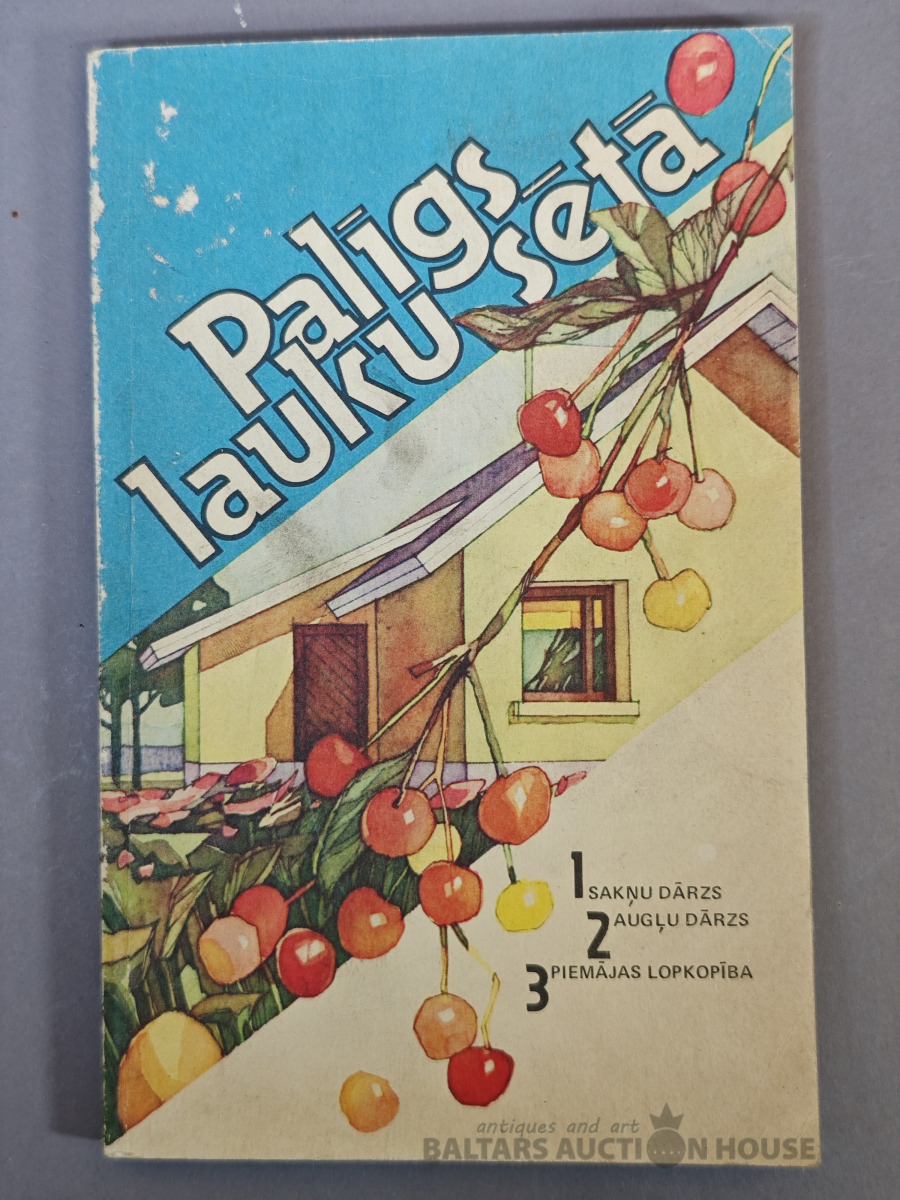 Palīgs
lauku sētā
1 SAKŅU DĀRZS
2 AUGĻU DĀRZS
3 PIEMĀJAS LOPKOPĪBA
antiques and art
BALTARS AUCTION HOUSE